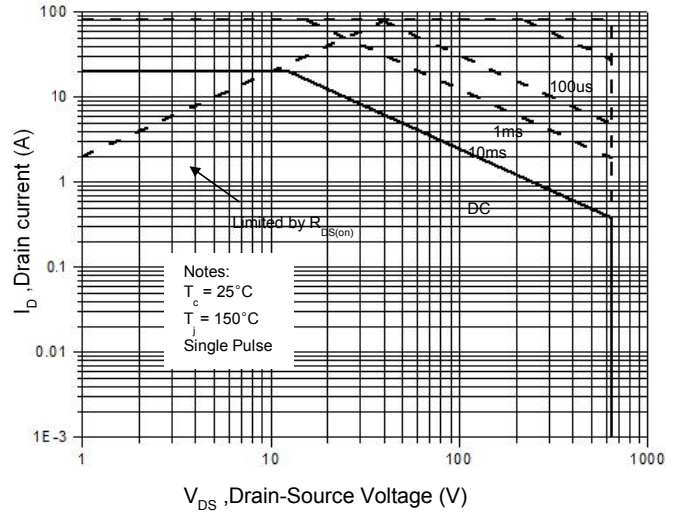 100
10
1
0.1
0.01
1E-3
I_D ,Drain current (A)
100us
1ms
10ms
DC
Limited by R_DS(on)
Notes:
T_c = 25°C
T_j = 150°C
Single Pulse
1 10 100 1000
V_DS ,Drain-Source Voltage (V)